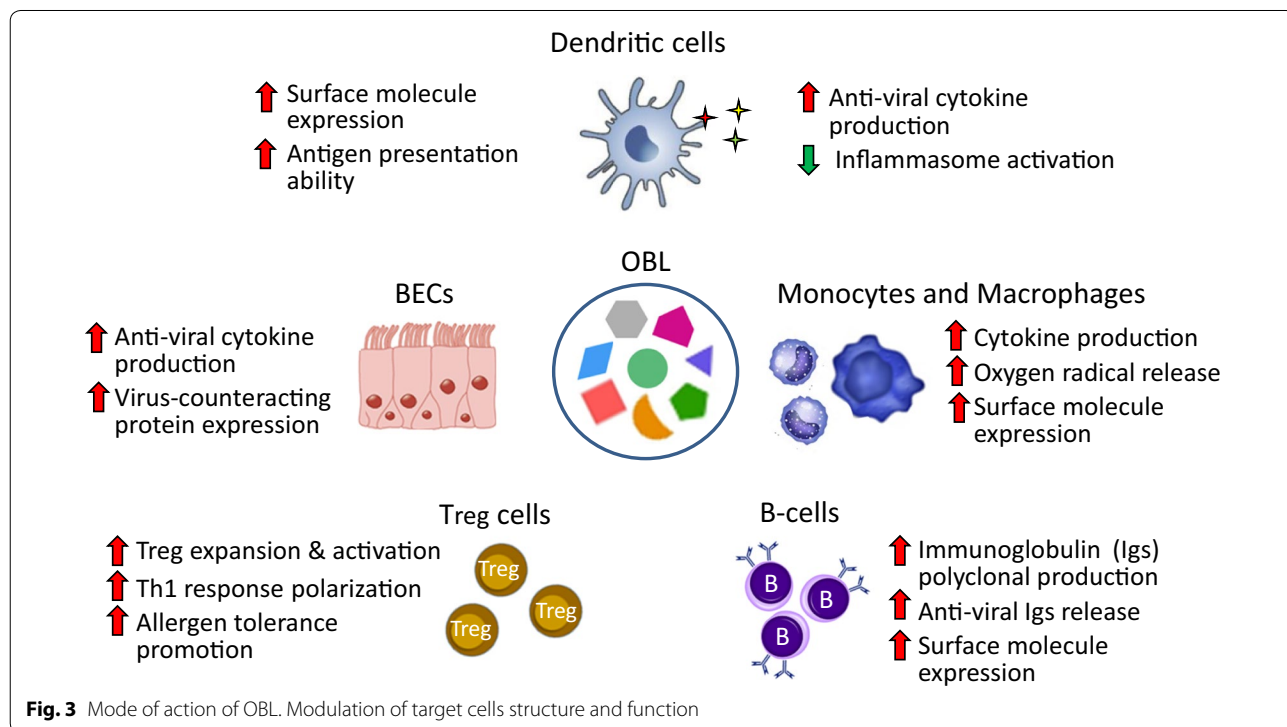 Dendritic cells
Surface molecule
expression
Antigen presentation
ability
Anti-viral cytokine
production
Inflammasome activation
BECs
Anti-viral cytokine
production
Virus-counteracting
protein expression
OBL
Monocytes and Macrophages
Cytokine production
Oxygen radical release
Surface molecule
expression
Treg cells
Treg expansion & activation
Th1 response polarization
Allergen tolerance
promotion
Treg
Treg
Treg
B-cells
B
B
B
Immunoglobulin (Igs)
polyclonal production
Anti-viral Igs release
Surface molecule
expression
Fig. 3 Mode of action of OBL. Modulation of target cells structure and function